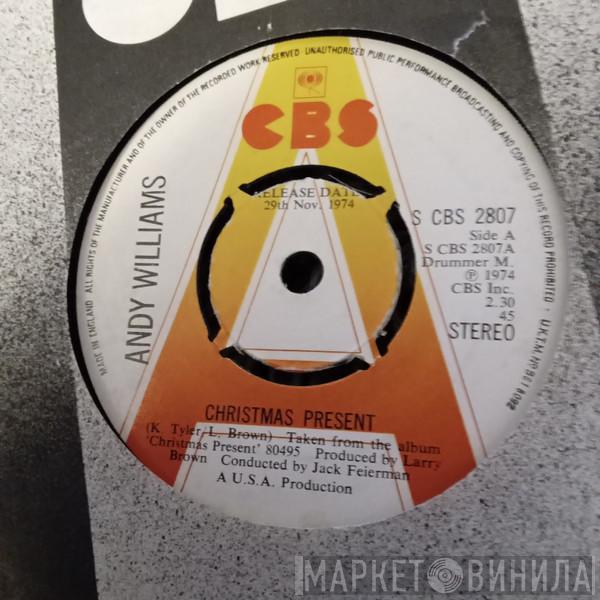 MADE IN ENGLAND ALL RIGHTS OF THE MANUFACTURER AND OF THE OWNER OF THE RECORDED WORK RESERVED · UNAUTHORISED PUBLIC PERFORMANCE BROADCASTING AND COPYING OF THIS RECORD PROHIBITED · U.K.T.M. Nº
CBS
ANDY WILLIAMS
RELEASE DATE
29th Nov. 1974
S CBS 2807
Side A
S CBS 2807A
Drummer M.
℗ 1974
CBS Inc.
2.30
45
STEREO
A
CHRISTMAS PRESENT
(K. Tyler-L. Brown) Taken from the album
'Christmas Present' 80495 Produced by Larry
Brown Conducted by Jack Feierman
A U.S.A. Production
МАРКЕТ ВИНИЛА